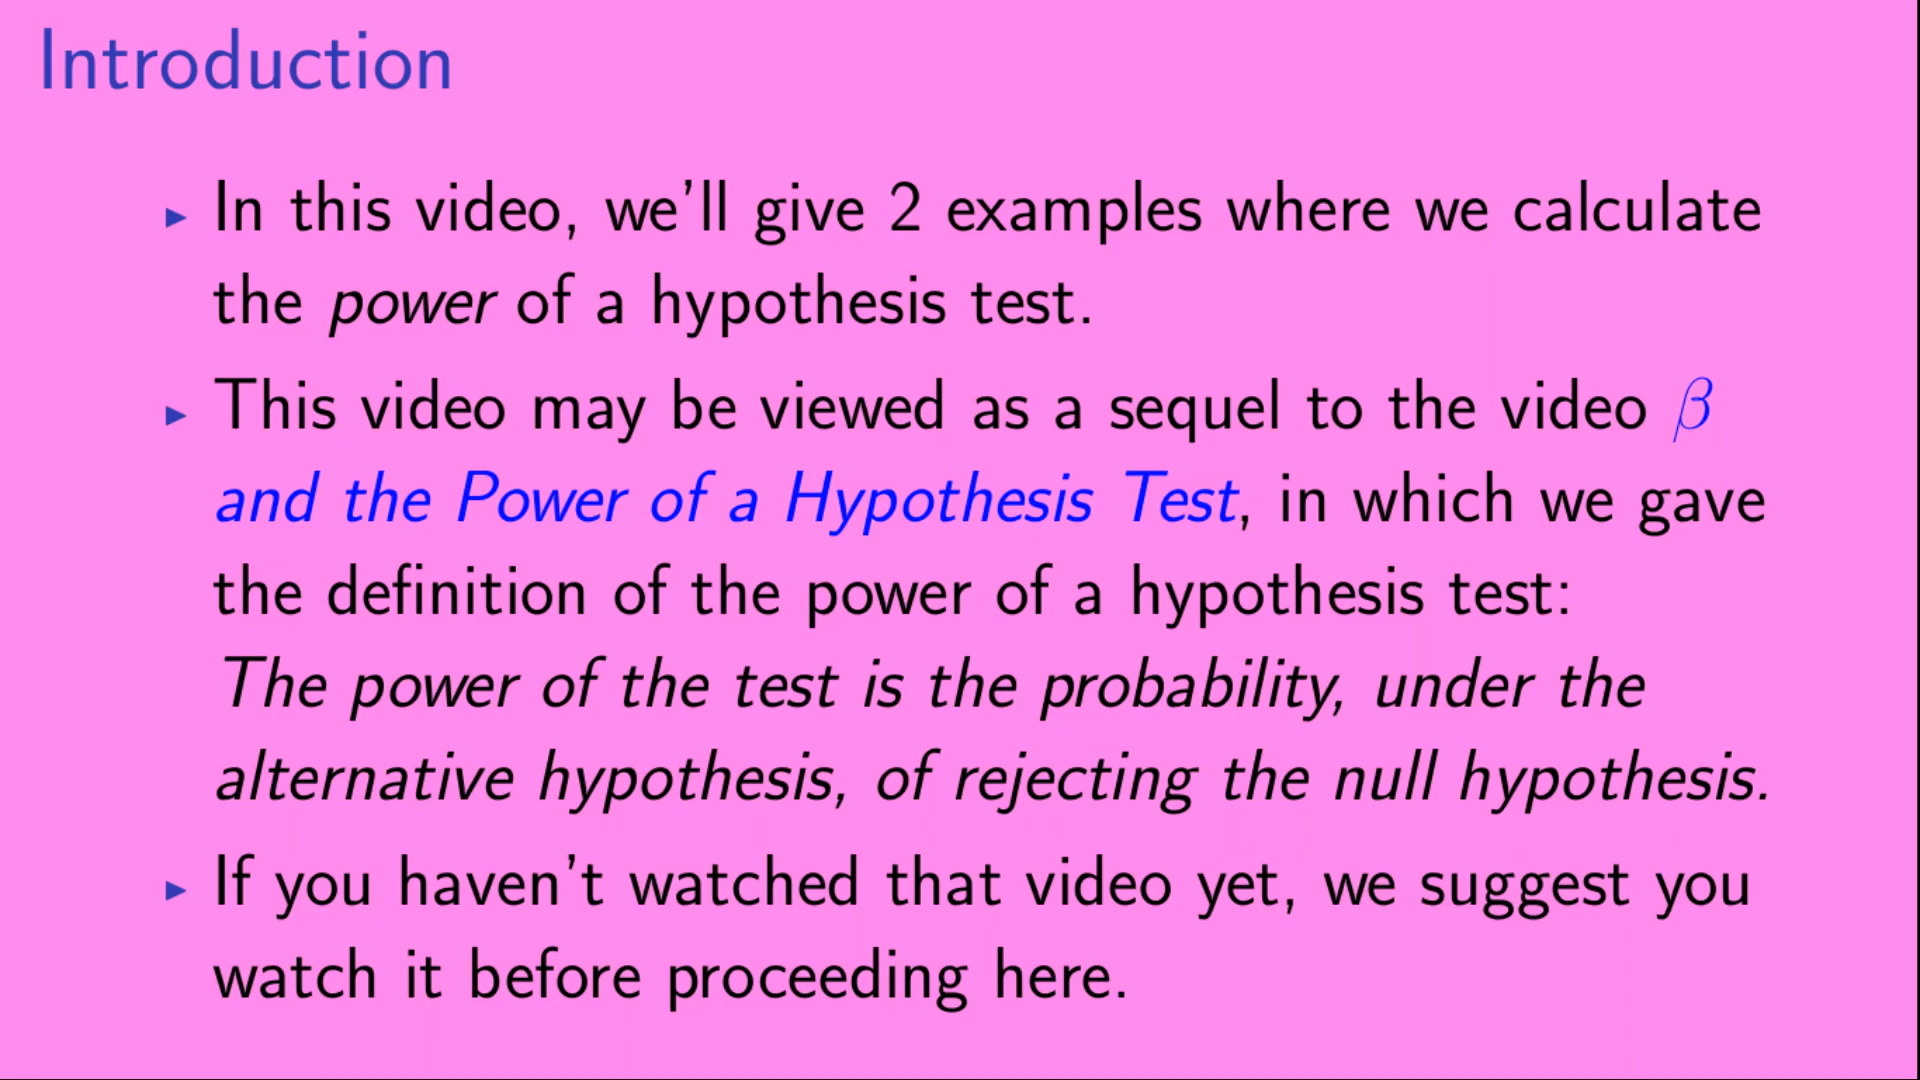 Introduction
In this video, we'll give 2 examples where we calculate
the power of a hypothesis test.
This video may be viewed as a sequel to the video β
and the Power of a Hypothesis Test, in which we gave
the definition of the power of a hypothesis test:
The power of the test is the probability, under the
alternative hypothesis, of rejecting the null hypothesis.
If you haven't watched that video yet, we suggest you
watch it before proceeding here.